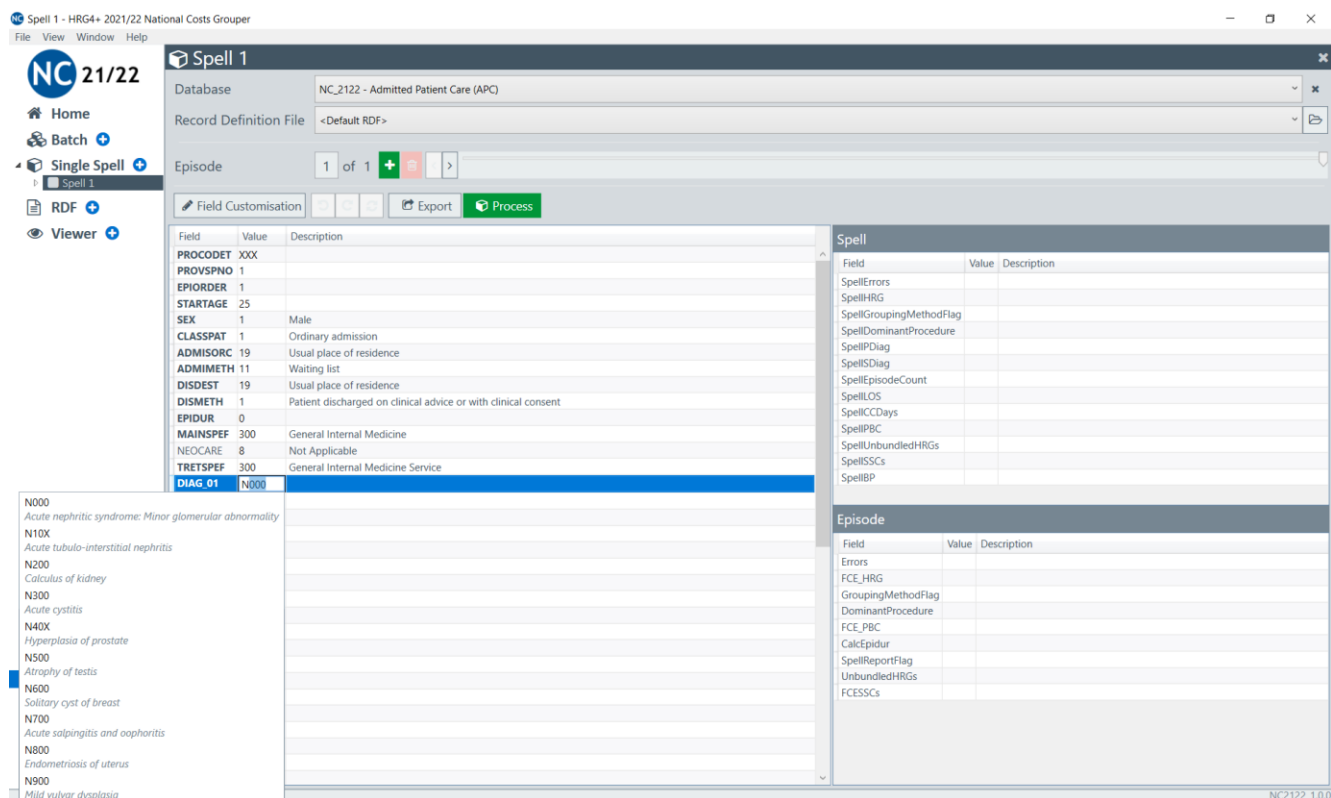 NC Spell 1 - HRG4+ 2021/22 National Costs Grouper
File View Window Help
NC 21/22
Home
Batch
Single Spell
Spell 1
RDF
Viewer
Spell 1
Database NC_2122 - Admitted Patient Care (APC)
Record Definition File <Default RDF>
Episode 1 of 1
Field Customisation Export Process
Field Value Description
PROCODET XXX
PROVSPNO 1
EPIORDER 1
STARTAGE 25
SEX 1 Male
CLASSPAT 1 Ordinary admission
ADMISORC 19 Usual place of residence
ADMIMETH 11 Waiting list
DISDEST 19 Usual place of residence
DISMETH 1 Patient discharged on clinical advice or with clinical consent
EPIDUR 0
MAINSPEF 300 General Internal Medicine
NEOCARE 8 Not Applicable
TRETSPEF 300 General Internal Medicine Service
DIAG_01 N000
N000
Acute nephritic syndrome: Minor glomerular abnormality
N10X
Acute tubulo-interstitial nephritis
N200
Calculus of kidney
N300
Acute cystitis
N40X
Hyperplasia of prostate
N500
Atrophy of testis
N600
Solitary cyst of breast
N700
Acute salpingitis and oophoritis
N800
Endometriosis of uterus
N900
Mild vulvar dysplasia
Spell
Field Value Description
SpellErrors
SpellHRG
SpellGroupingMethodFlag
SpellDominantProcedure
SpellPDiag
SpellSDiag
SpellEpisodeCount
SpellLOS
SpellCCDays
SpellPBC
SpellUnbundledHRGs
SpellSSCs
SpellBP
Episode
Field Value Description
Errors
FCE_HRG
GroupingMethodFlag
DominantProcedure
FCE_PBC
CalcEpidur
SpellReportFlag
UnbundledHRGs
FCESSCs
NC2122_1.0.0